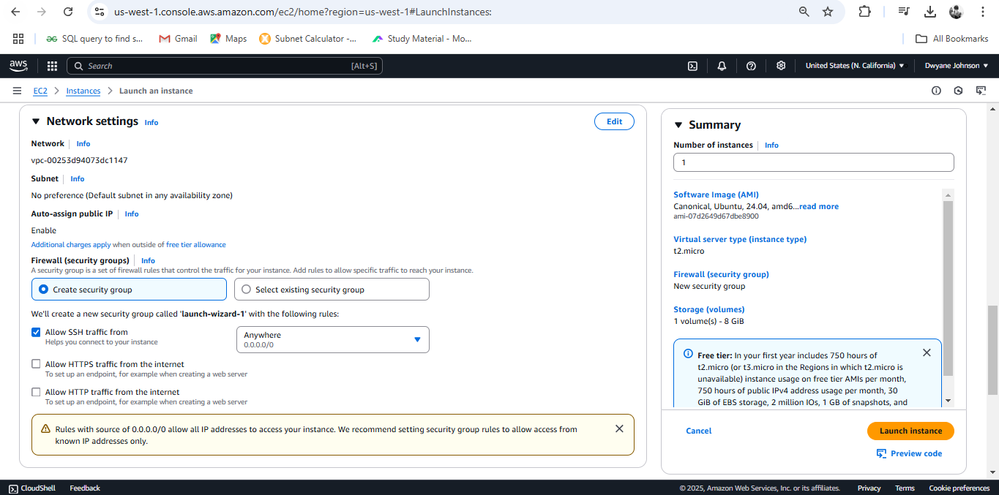 us-west-1.console.aws.amazon.com/ec2/home?region=us-west-1#LaunchInstances:
SQL query to find s...
Gmail
Maps
Subnet Calculator -...
Study Material - Mo...
All Bookmarks
aws
Search
[Alt+S]
United States (N. California)
Dwyane Johnson
EC2
Instances
Launch an instance
Network settings Info
Edit
Network Info
vpc-00253d94073dc1147
Subnet Info
No preference (Default subnet in any availability zone)
Auto-assign public IP Info
Enable
Additional charges apply when outside of free tier allowance
Firewall (security groups) Info
A security group is a set of firewall rules that control the traffic for your instance. Add rules to allow specific traffic to reach your instance.
Create security group
Select existing security group
We'll create a new security group called 'launch-wizard-1' with the following rules:
Allow SSH traffic from
Helps you connect to your instance
Anywhere
0.0.0.0/0
Allow HTTPS traffic from the internet
To set up an endpoint, for example when creating a web server
Allow HTTP traffic from the internet
To set up an endpoint, for example when creating a web server
Rules with source of 0.0.0.0/0 allow all IP addresses to access your instance. We recommend setting security group rules to allow access from
known IP addresses only.
Summary
Number of instances Info
1
Software Image (AMI)
Canonical, Ubuntu, 24.04, amd6...read more
ami-07d2649d67dbe8900
Virtual server type (instance type)
t2.micro
Firewall (security group)
New security group
Storage (volumes)
1 volume(s) - 8 GiB
Free tier: In your first year includes 750 hours of
t2.micro (or t3.micro in the Regions in which t2.micro is
unavailable) instance usage on free tier AMIs per month,
750 hours of public IPv4 address usage per month, 30
GiB of EBS storage, 2 million IOs, 1 GB of snapshots, and
Cancel
Launch instance
Preview code
CloudShell
Feedback
© 2025, Amazon Web Services, Inc. or its affiliates.
Privacy
Terms
Cookie preferences